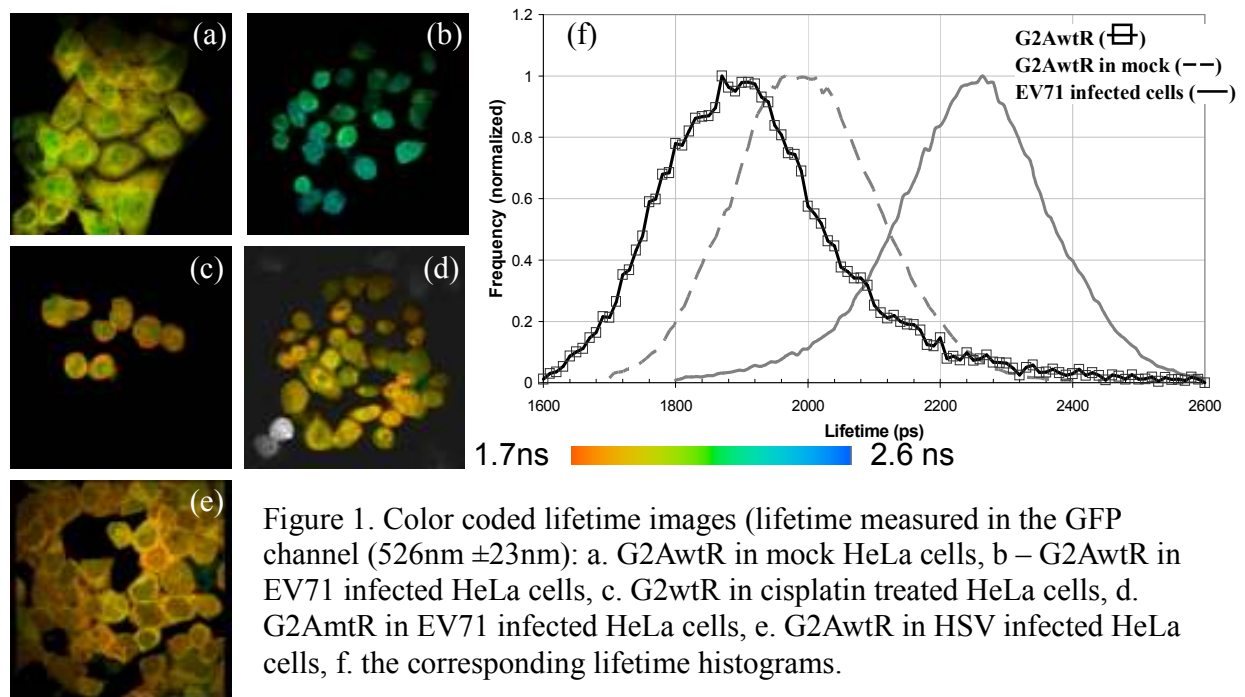 (a)
(b)
(c)
(d)
(e)
(f)
G2AwtR (
)
G2AwtR in mock (– –)
EV71 infected cells (—)
Frequency (normalized)
1.2
1
0.8
0.6
0.4
0.2
0
1600 1800 2000 2200 2400 2600
Lifetime (ps)
1.7ns 2.6 ns
Figure 1. Color coded lifetime images (lifetime measured in the GFP
channel (526nm ±23nm): a. G2AwtR in mock HeLa cells, b – G2AwtR in
EV71 infected HeLa cells, c. G2wtR in cisplatin treated HeLa cells, d.
G2AmtR in EV71 infected HeLa cells, e. G2AwtR in HSV infected HeLa
cells, f. the corresponding lifetime histograms.